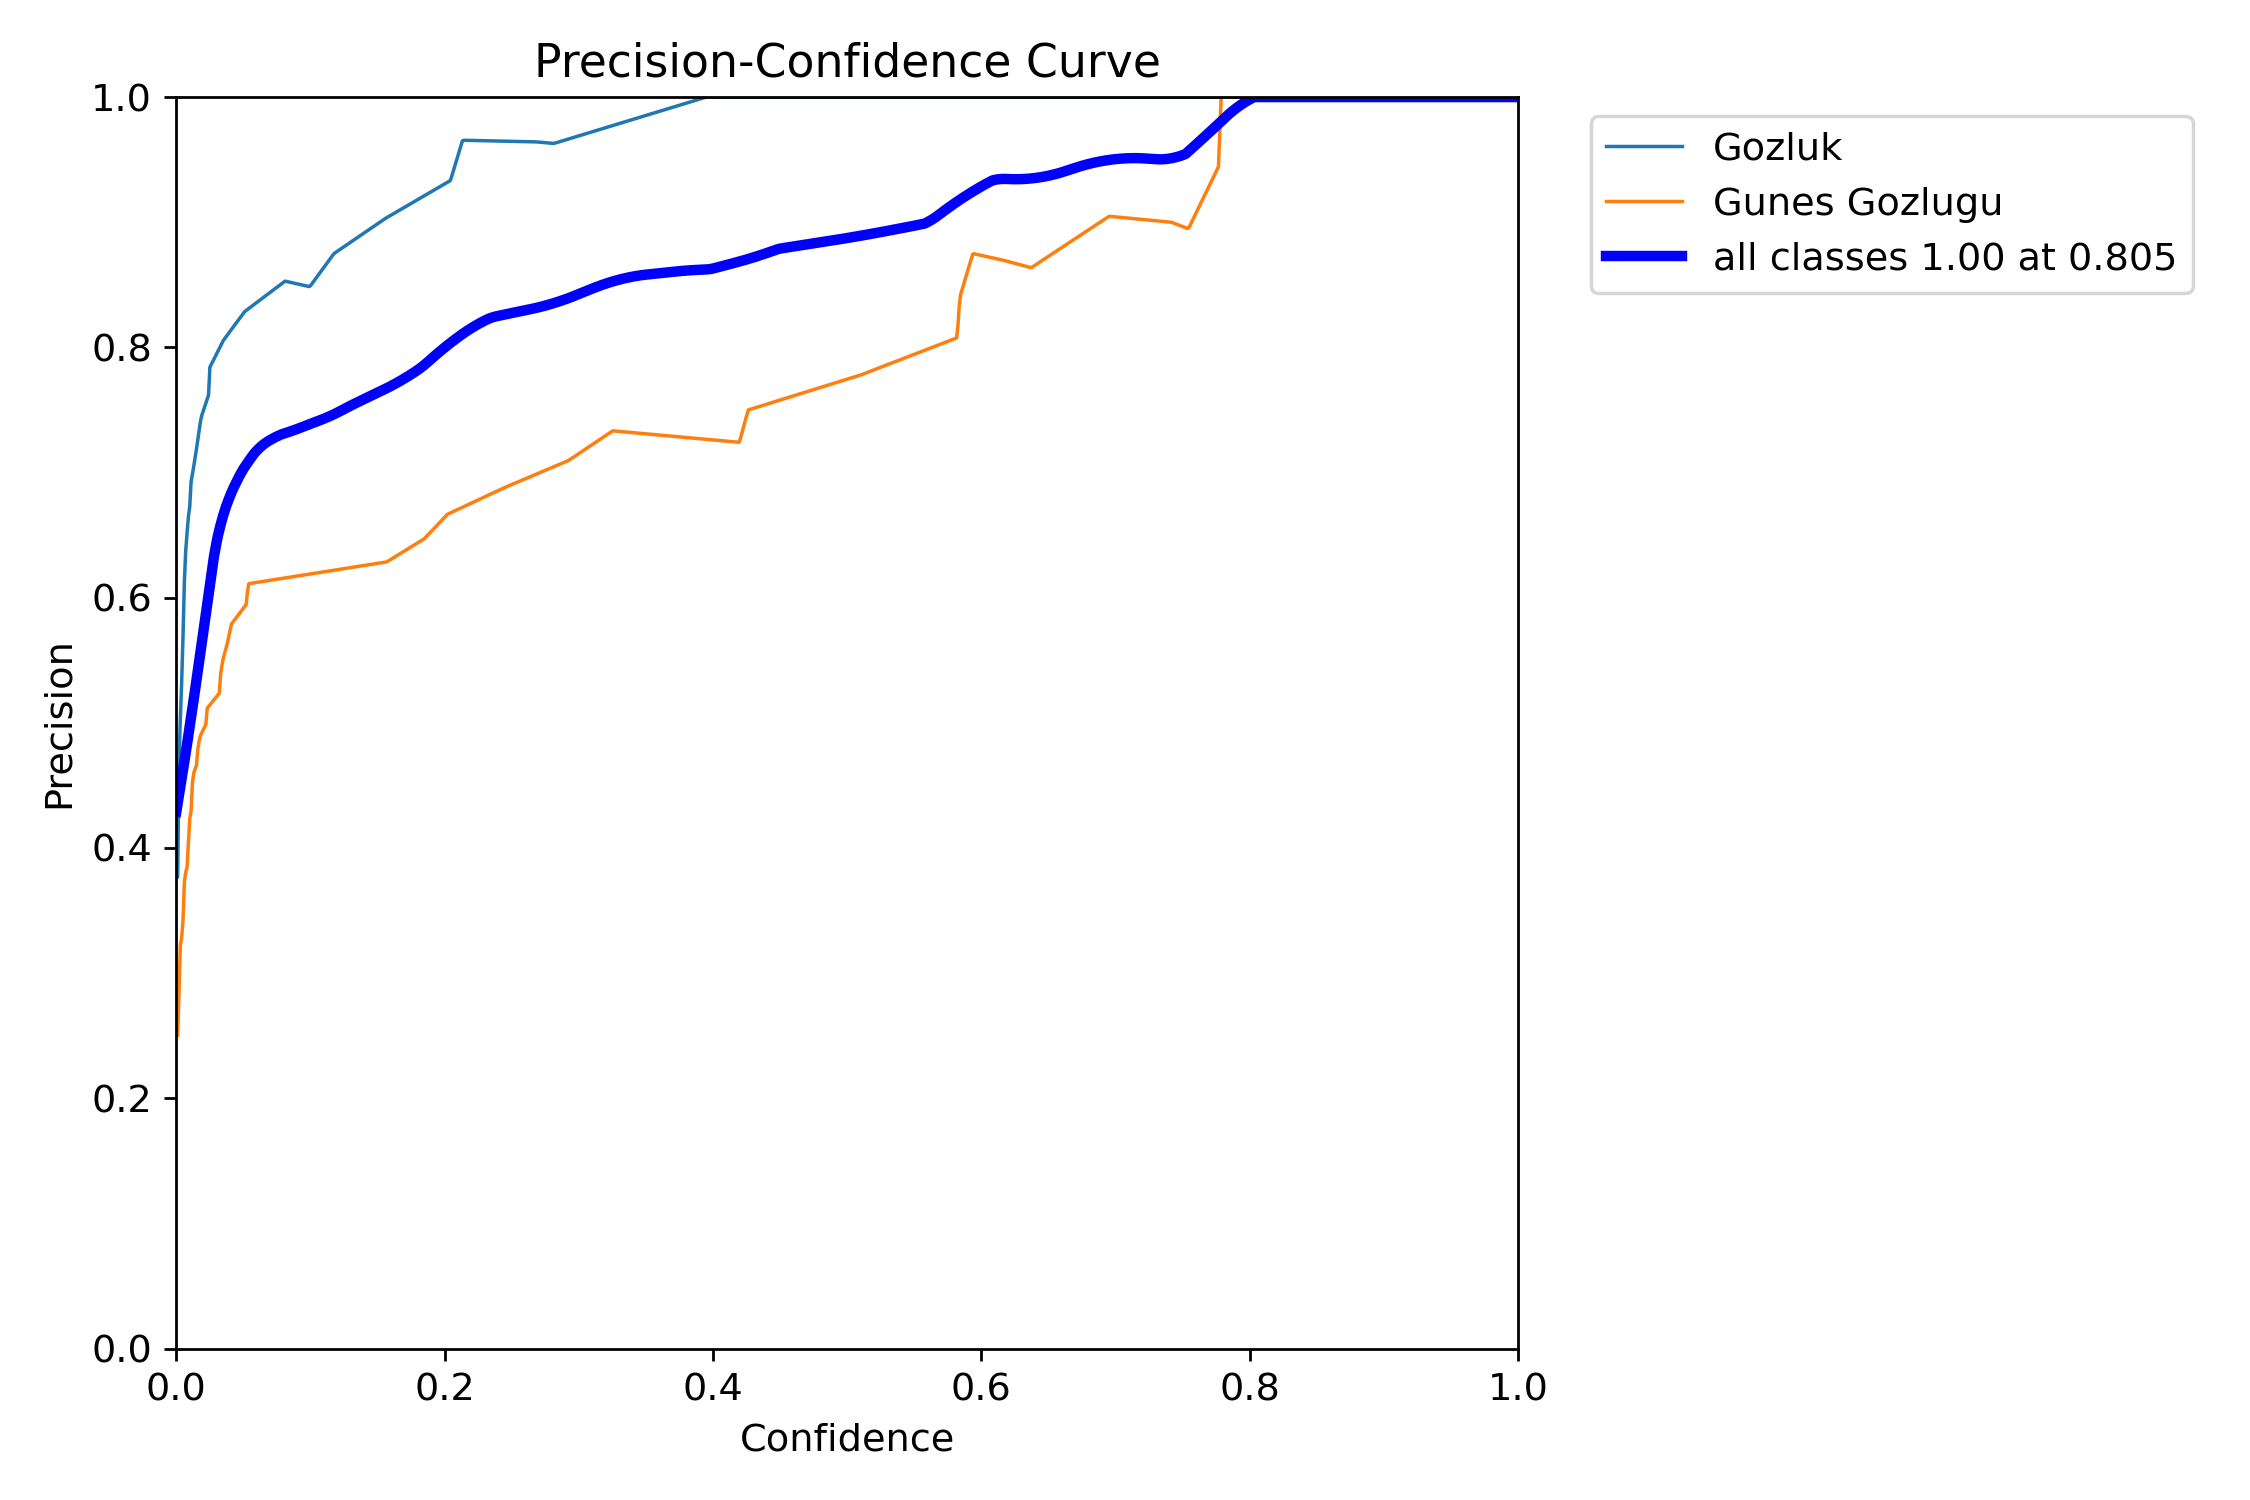 Precision-Confidence Curve
1.0
0.8
0.6
0.4
0.2
0.0
Precision
0.0 0.2 0.4 0.6 0.8 1.0
Confidence
Gozluk
Gunes Gozlugu
all classes 1.00 at 0.805